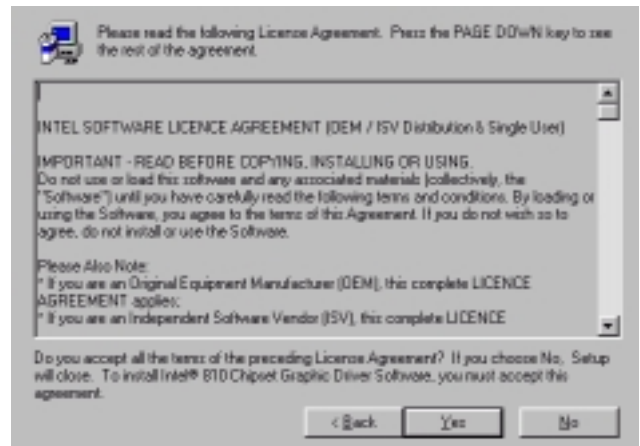 Please read the following License Agreement. Press the PAGE DOWN key to see
the rest of the agreement.
INTEL SOFTWARE LICENCE AGREEMENT (OEM / ISV Distribution & Single User)
IMPORTANT - READ BEFORE COPYING, INSTALLING OR USING.
Do not use or load this software and any associated materials (collectively, the
"Software") until you have carefully read the following terms and conditions. By loading or
using the Software, you agree to the terms of this Agreement. If you do not wish so to
agree, do not install or use the Software.
Please Also Note:
* If you are an Original Equipment Manufacturer (OEM), this complete LICENCE
AGREEMENT applies;
* If you are an Independent Software Vendor (ISV), this complete LICENCE
Do you accept all the terms of the preceding License Agreement? If you choose No, Setup
will close. To install Intel® 810 Chipset Graphic Driver Software, you must accept this
agreement.
< Back
Yes
No